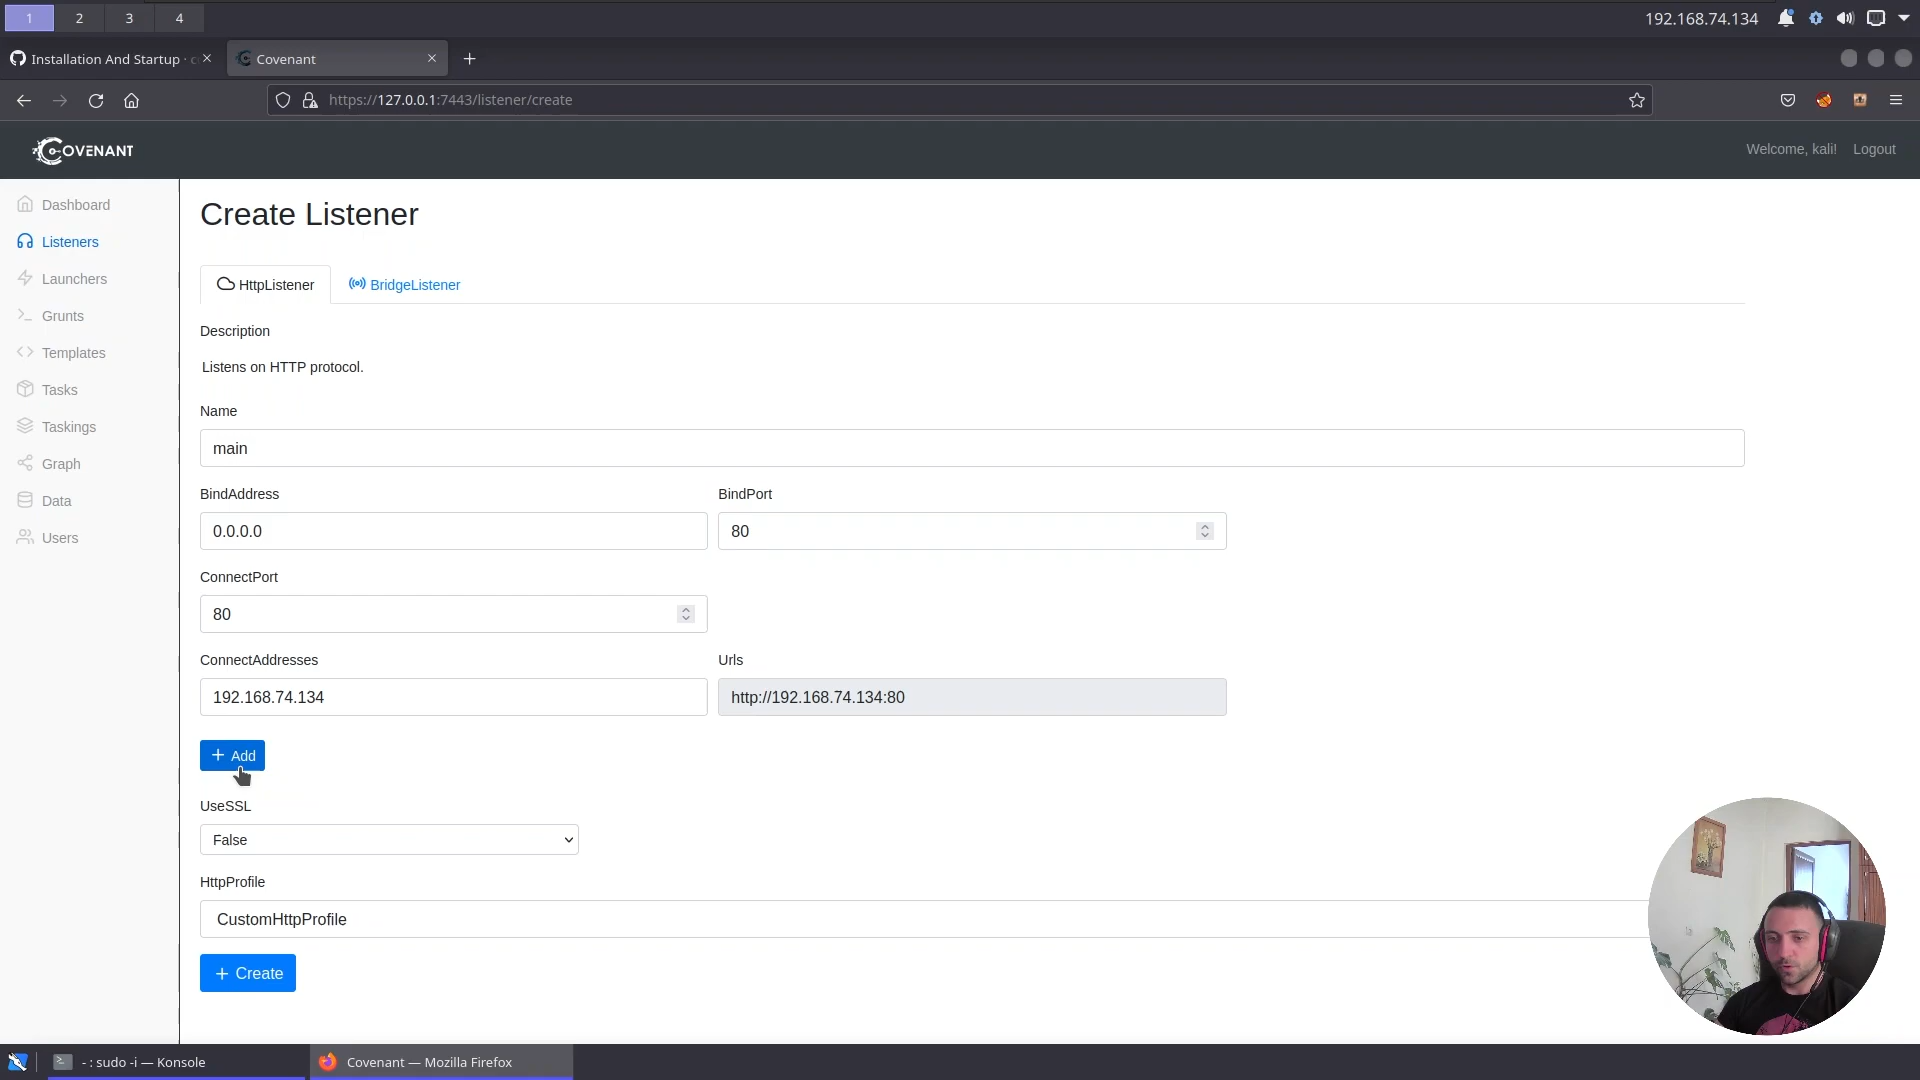 1 2 3 4 192.168.74.134
Installation And Startup · c Covenant
https://127.0.0.1:7443/listener/create
COVENANT Welcome, kali! Logout
Dashboard
Listeners
Launchers
Grunts
Templates
Tasks
Taskings
Graph
Data
Users
Create Listener
HttpListener BridgeListener
Description
Listens on HTTP protocol.
Name
main
BindAddress BindPort
0.0.0.0 80
ConnectPort
80
ConnectAddresses Urls
192.168.74.134 http://192.168.74.134:80
+ Add
UseSSL
False
HttpProfile
CustomHttpProfile
+ Create
- : sudo -i — Konsole Covenant — Mozilla Firefox